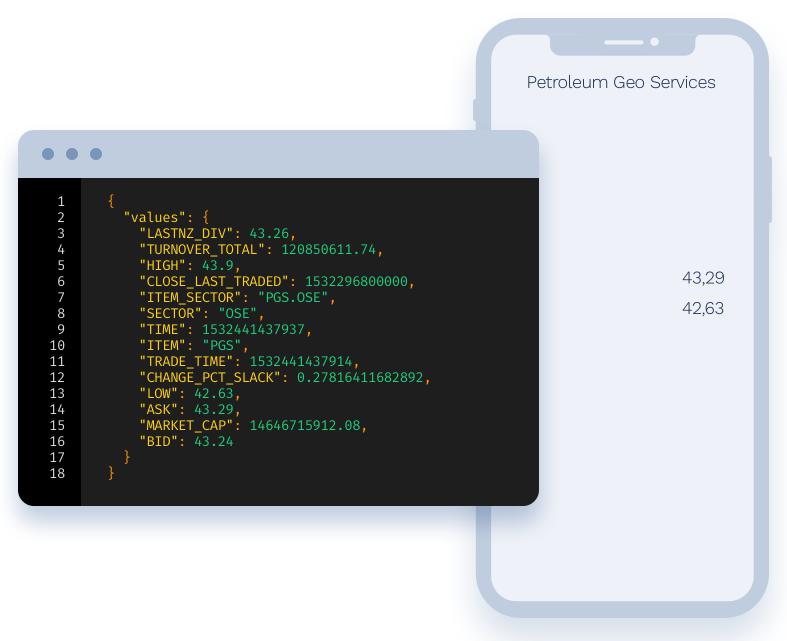 Petroleum Geo Services
1 {
2 "values": {
3 "LASTNZ_DIV": 43.26,
4 "TURNOVER_TOTAL": 120850611.74,
5 "HIGH": 43.9,
6 "CLOSE_LAST_TRADED": 1532296800000,
7 "ITEM_SECTOR": "PGS.OSE",
8 "SECTOR": "OSE",
9 "TIME": 1532441437937,
10 "ITEM": "PGS",
11 "TRADE_TIME": 1532441437914,
12 "CHANGE_PCT_SLACK": 0.27816411682892,
13 "LOW": 42.63,
14 "ASK": 43.29,
15 "MARKET_CAP": 14646715912.08,
16 "BID": 43.24
17 }
18 }
43,29
42,63